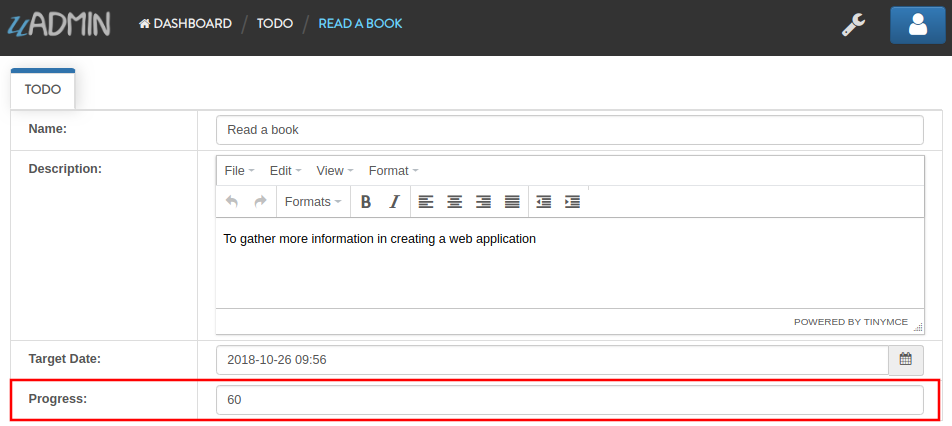 uADMIN DASHBOARD / TODO / READ A BOOK
TODO
Name: Read a book
Description:
File Edit View Format
Formats B I
To gather more information in creating a web application
POWERED BY TINYMCE
Target Date: 2018-10-26 09:56
Progress: 60